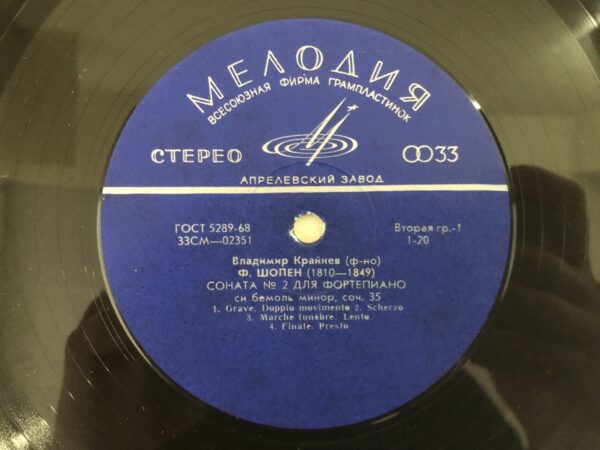 МЕЛОДИЯ
ВСЕСОЮЗНАЯ ФИРМА ГРАМПЛАСТИНОК
СТЕРЕО 33
АПРЕЛЕВСКИЙ ЗАВОД
ГОСТ 5289-68 Вторая гр.-1
33СМ—02351 1-20
Владимир Крайнев (ф-но)
Ф. ШОПЕН (1810—1849)
СОНАТА № 2 ДЛЯ ФОРТЕПИАНО
си бемоль минор, соч. 35
1. Grave. Doppio movimento 2. Scherzo
3. Marche funèbre. Lento
4. Finale. Presto